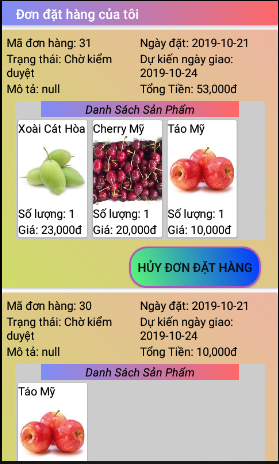 Đơn đặt hàng của tôi
Mã đơn hàng: 31
Ngày đặt: 2019-10-21
Trạng thái: Chờ kiểm
duyệt
Dự kiến ngày giao:
2019-10-24
Mô tả: null
Tổng Tiền: 53,000đ
Danh Sách Sản Phẩm
Xoài Cát Hòa
Số lượng: 1
Giá: 23,000đ
Cherry Mỹ
Số lượng: 1
Giá: 20,000đ
Táo Mỹ
Số lượng: 1
Giá: 10,000đ
HỦY ĐƠN ĐẶT HÀNG
Mã đơn hàng: 30
Ngày đặt: 2019-10-21
Trạng thái: Chờ kiểm
duyệt
Dự kiến ngày giao:
2019-10-24
Mô tả: null
Tổng Tiền: 10,000đ
Danh Sách Sản Phẩm
Táo Mỹ